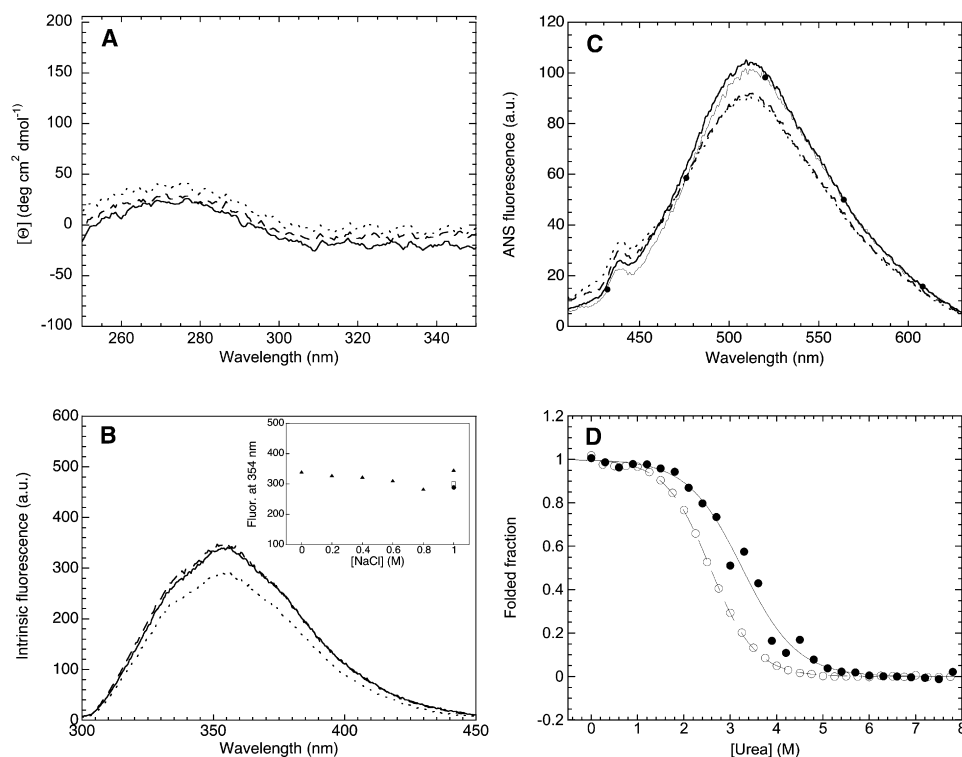 A
200
150
100
50
0
-50
-100
[Θ] (deg cm² dmol⁻¹)
260 280 300 320 340
Wavelength (nm)
C
120
100
80
60
40
20
0
ANS fluorescence (a.u.)
450 500 550 600
Wavelength (nm)
B
600
500
400
300
200
100
0
Intrinsic fluorescence (a.u.)
300 350 400 450
Wavelength (nm)
500
400
300
200
100
Fluor. at 354 nm
0 0.2 0.4 0.6 0.8 1
[NaCl] (M)
D
1.2
1
0.8
0.6
0.4
0.2
0
-0.2
Folded fraction
0 1 2 3 4 5 6 7 8
[Urea] (M)